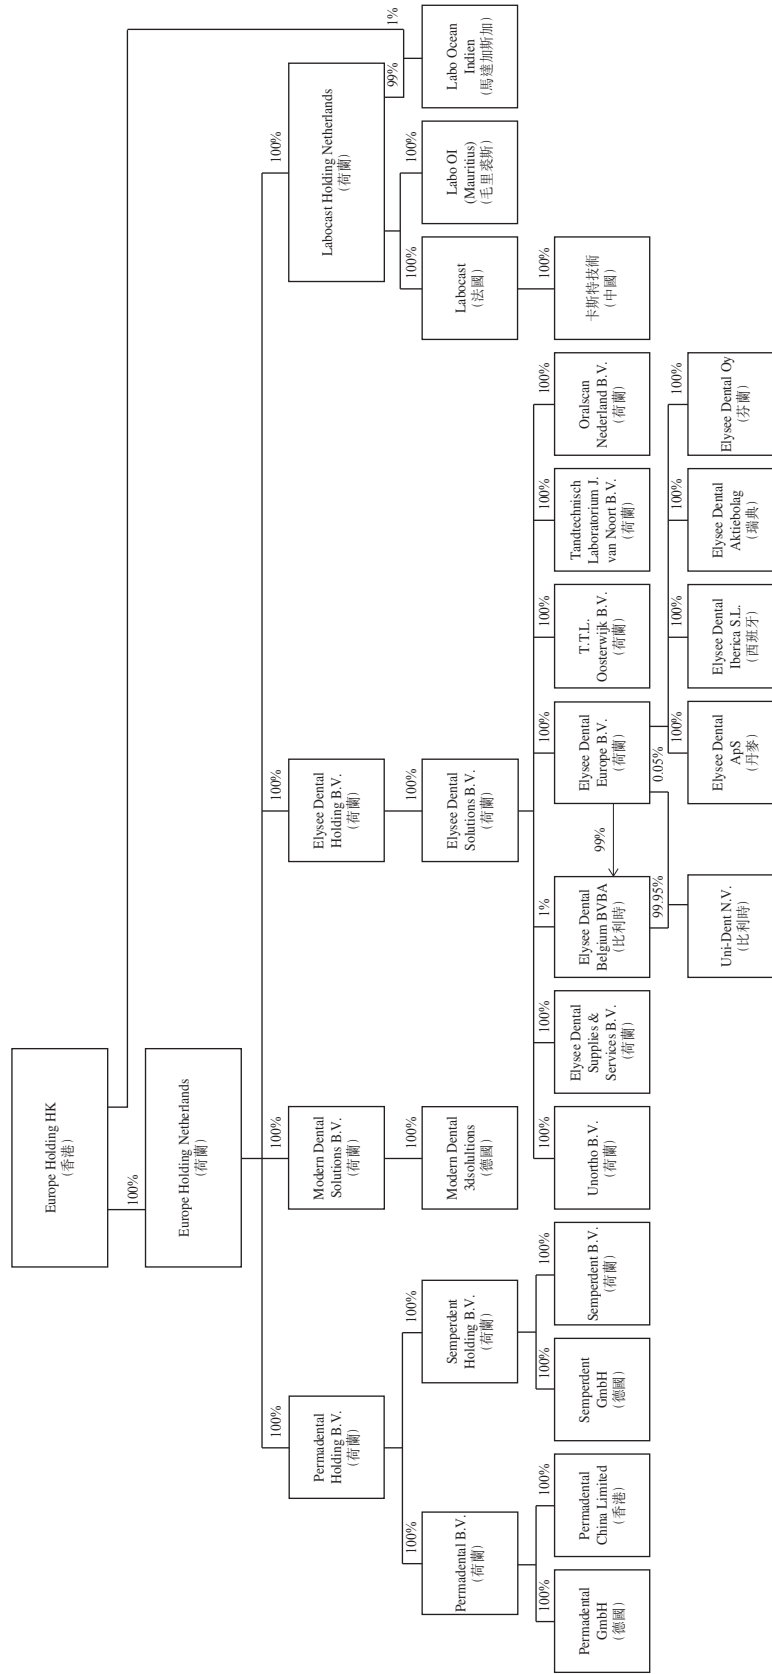 Europe Holding HK
（香港）
100%
1%
Europe Holding Netherlands
（荷蘭）
100%
100%
100%
100%
Permadental
Holding B.V.
（荷蘭）
Modern Dental
Solutions B.V.
（荷蘭）
Elysee Dental
Holding B.V.
（荷蘭）
Labocast Holding Netherlands
（荷蘭）
100%
100%
100%
100%
100%
100%
99%
Permadental B.V.
（荷蘭）
Semperdent
Holding B.V.
（荷蘭）
Modern Dental
3dsolultions
（德國）
Elysee Dental
Solutions B.V.
（荷蘭）
Labocast
（法國）
Labo OI
(Mauritius)
（毛里裘斯）
Labo Ocean
Indien
（馬達加斯加）
100%
100%
100%
100%
100%
100%
1%
100%
100%
100%
100%
100%
Permadental
GmbH
（德國）
Permadental
China Limited
（香港）
Semperdent
GmbH
（德國）
Semperdent B.V.
（荷蘭）
Unortho B.V.
（荷蘭）
Elysee Dental
Supplies &
Services B.V.
（荷蘭）
Elysee Dental
Belgium BVBA
（比利時）
99%
Elysee Dental
Europe B.V.
（荷蘭）
T.T.L.
Oosterwijk B.V.
（荷蘭）
Tandtechnisch
Laboratorium J.
van Noort B.V.
（荷蘭）
Oralscan
Nederland B.V.
（荷蘭）
卡斯特技術
（中國）
99.95%
0.05%
100%
100%
100%
100%
Uni-Dent N.V.
（比利時）
Elysee Dental
ApS
（丹麥）
Elysee Dental
Iberica S.L.
（西班牙）
Elysee Dental
Aktiebolag
（瑞典）
Elysee Dental Oy
（芬蘭）